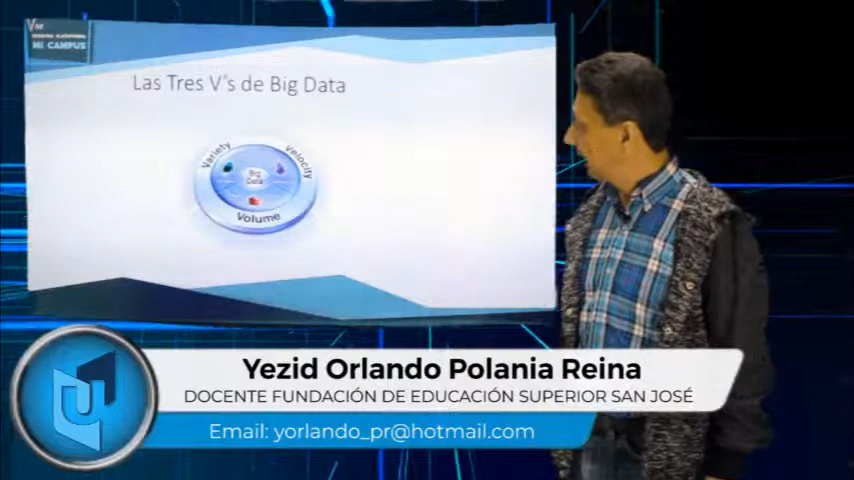 MI CAMPUS
Las Tres V's de Big Data
Variety
Velocity
Big
Data
Volume
Yezid Orlando Polania Reina
DOCENTE FUNDACIÓN DE EDUCACIÓN SUPERIOR SAN JOSÉ
Email: yorlando_pr@hotmail.com